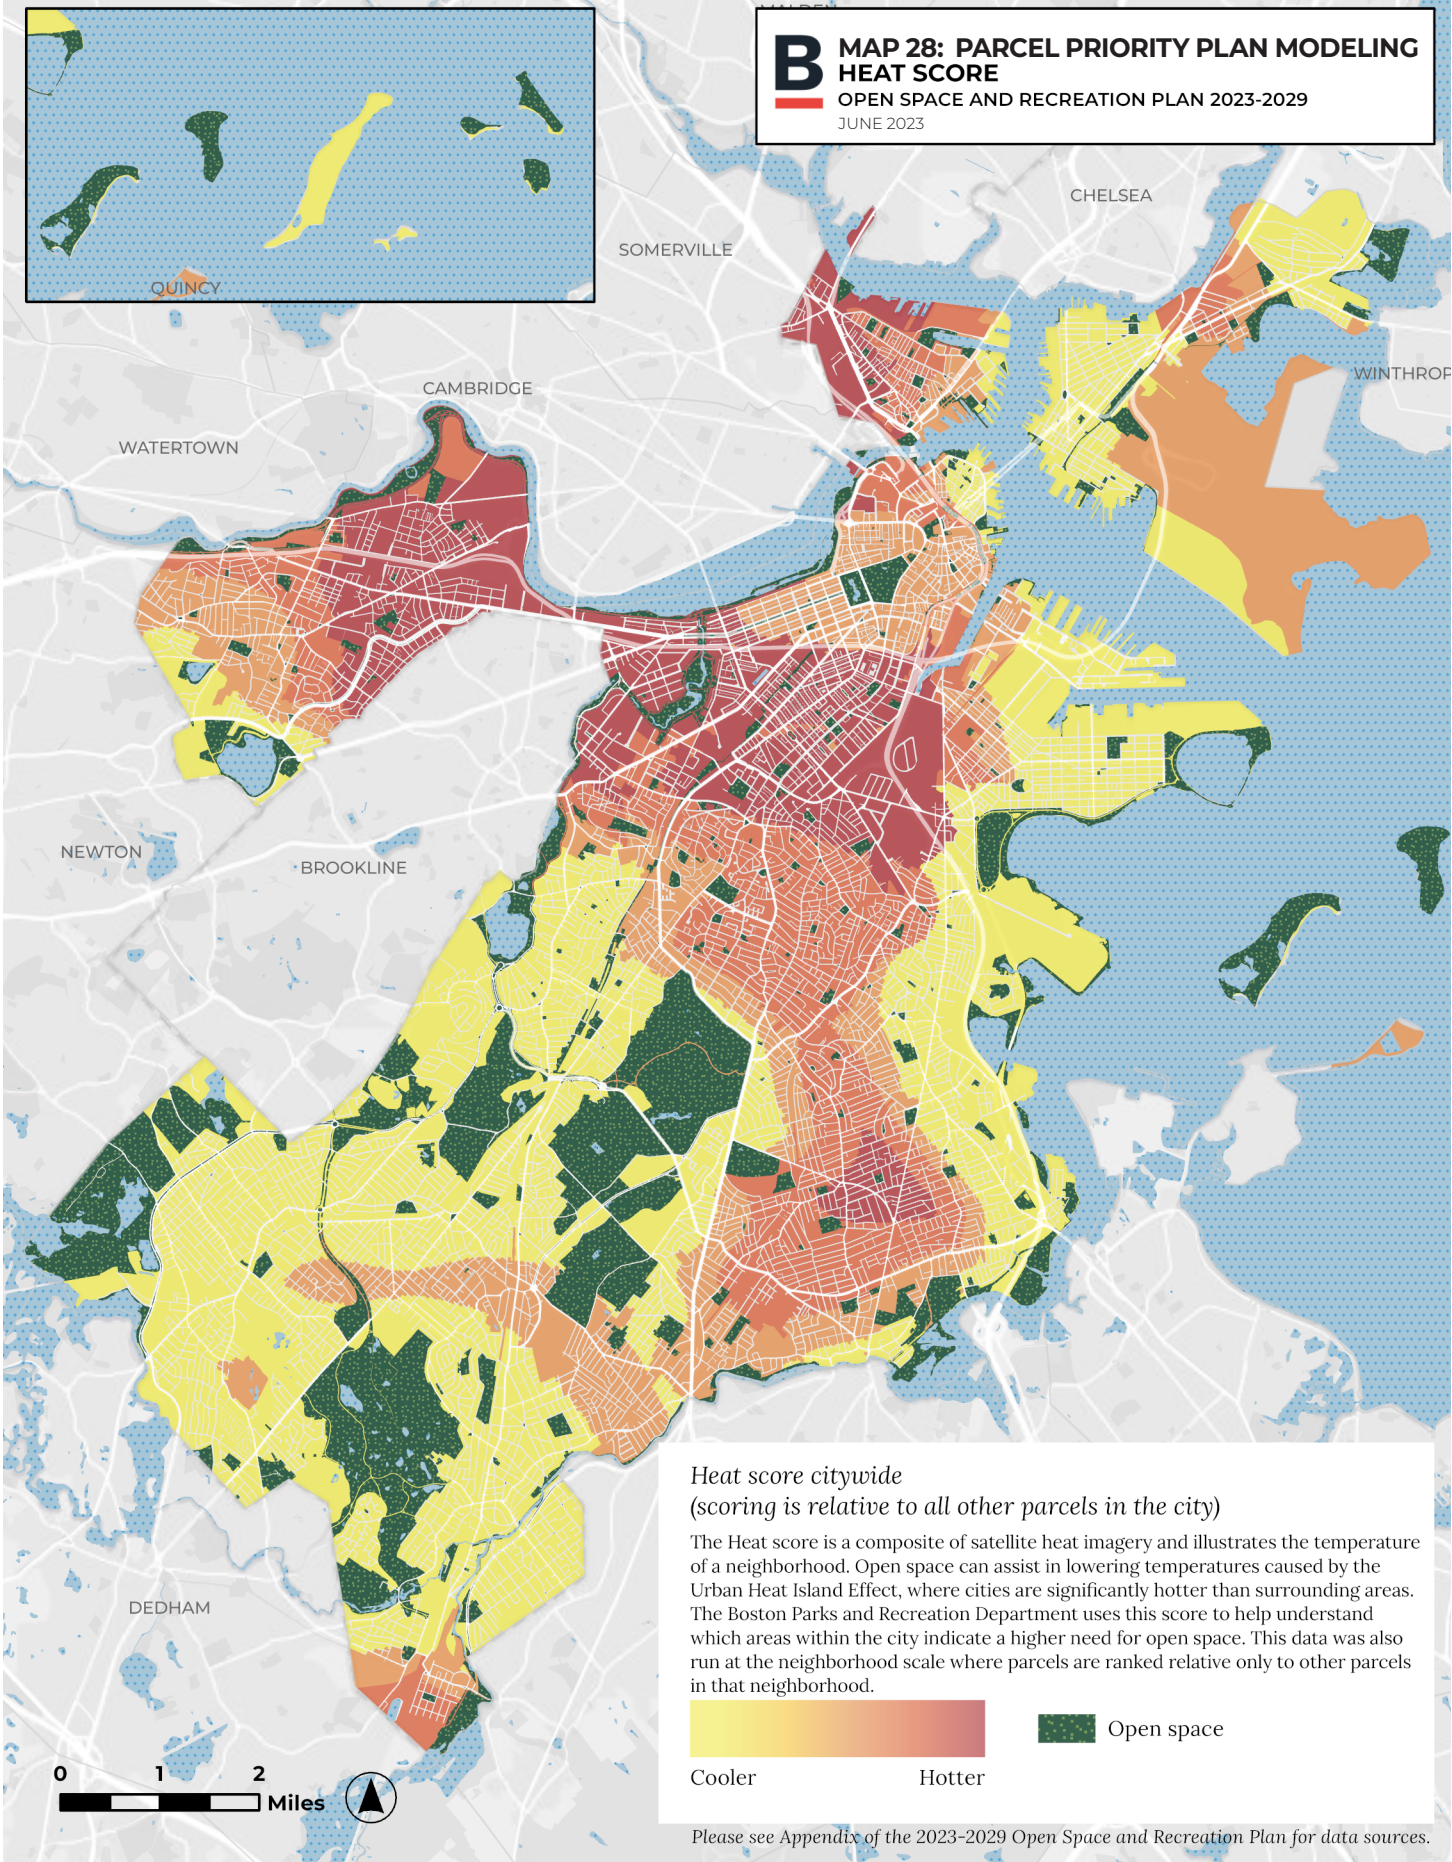 MALDEN
B
MAP 28: PARCEL PRIORITY PLAN MODELING
HEAT SCORE
OPEN SPACE AND RECREATION PLAN 2023-2029
JUNE 2023
CHELSEA
SOMERVILLE
QUINCY
WINTHROP
CAMBRIDGE
WATERTOWN
NEWTON
BROOKLINE
DEDHAM
Heat score citywide
(scoring is relative to all other parcels in the city)
The Heat score is a composite of satellite heat imagery and illustrates the temperature
of a neighborhood. Open space can assist in lowering temperatures caused by the
Urban Heat Island Effect, where cities are significantly hotter than surrounding areas.
The Boston Parks and Recreation Department uses this score to help understand
which areas within the city indicate a higher need for open space. This data was also
run at the neighborhood scale where parcels are ranked relative only to other parcels
in that neighborhood.
Open space
Cooler Hotter
0 1 2
Miles
Please see Appendix of the 2023-2029 Open Space and Recreation Plan for data sources.